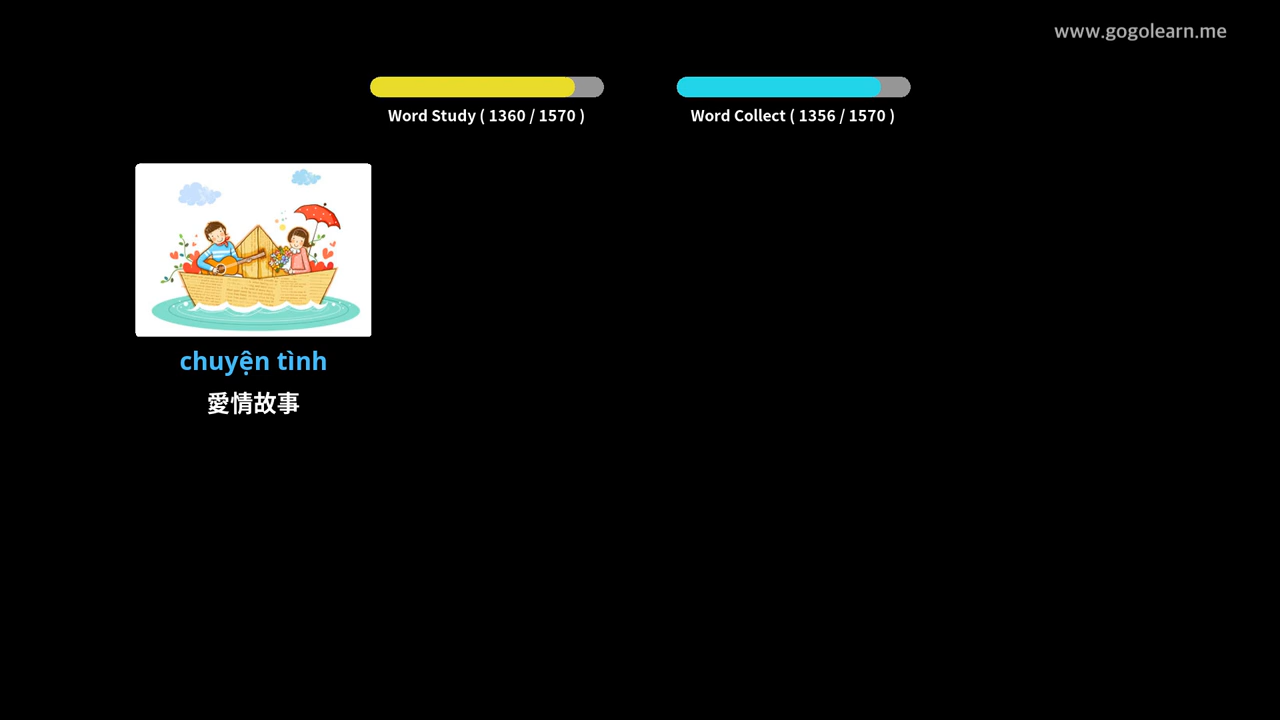 www.gogolearn.me
Word Study ( 1360 / 1570 )
Word Collect ( 1356 / 1570 )
chuyện tình
愛情故事